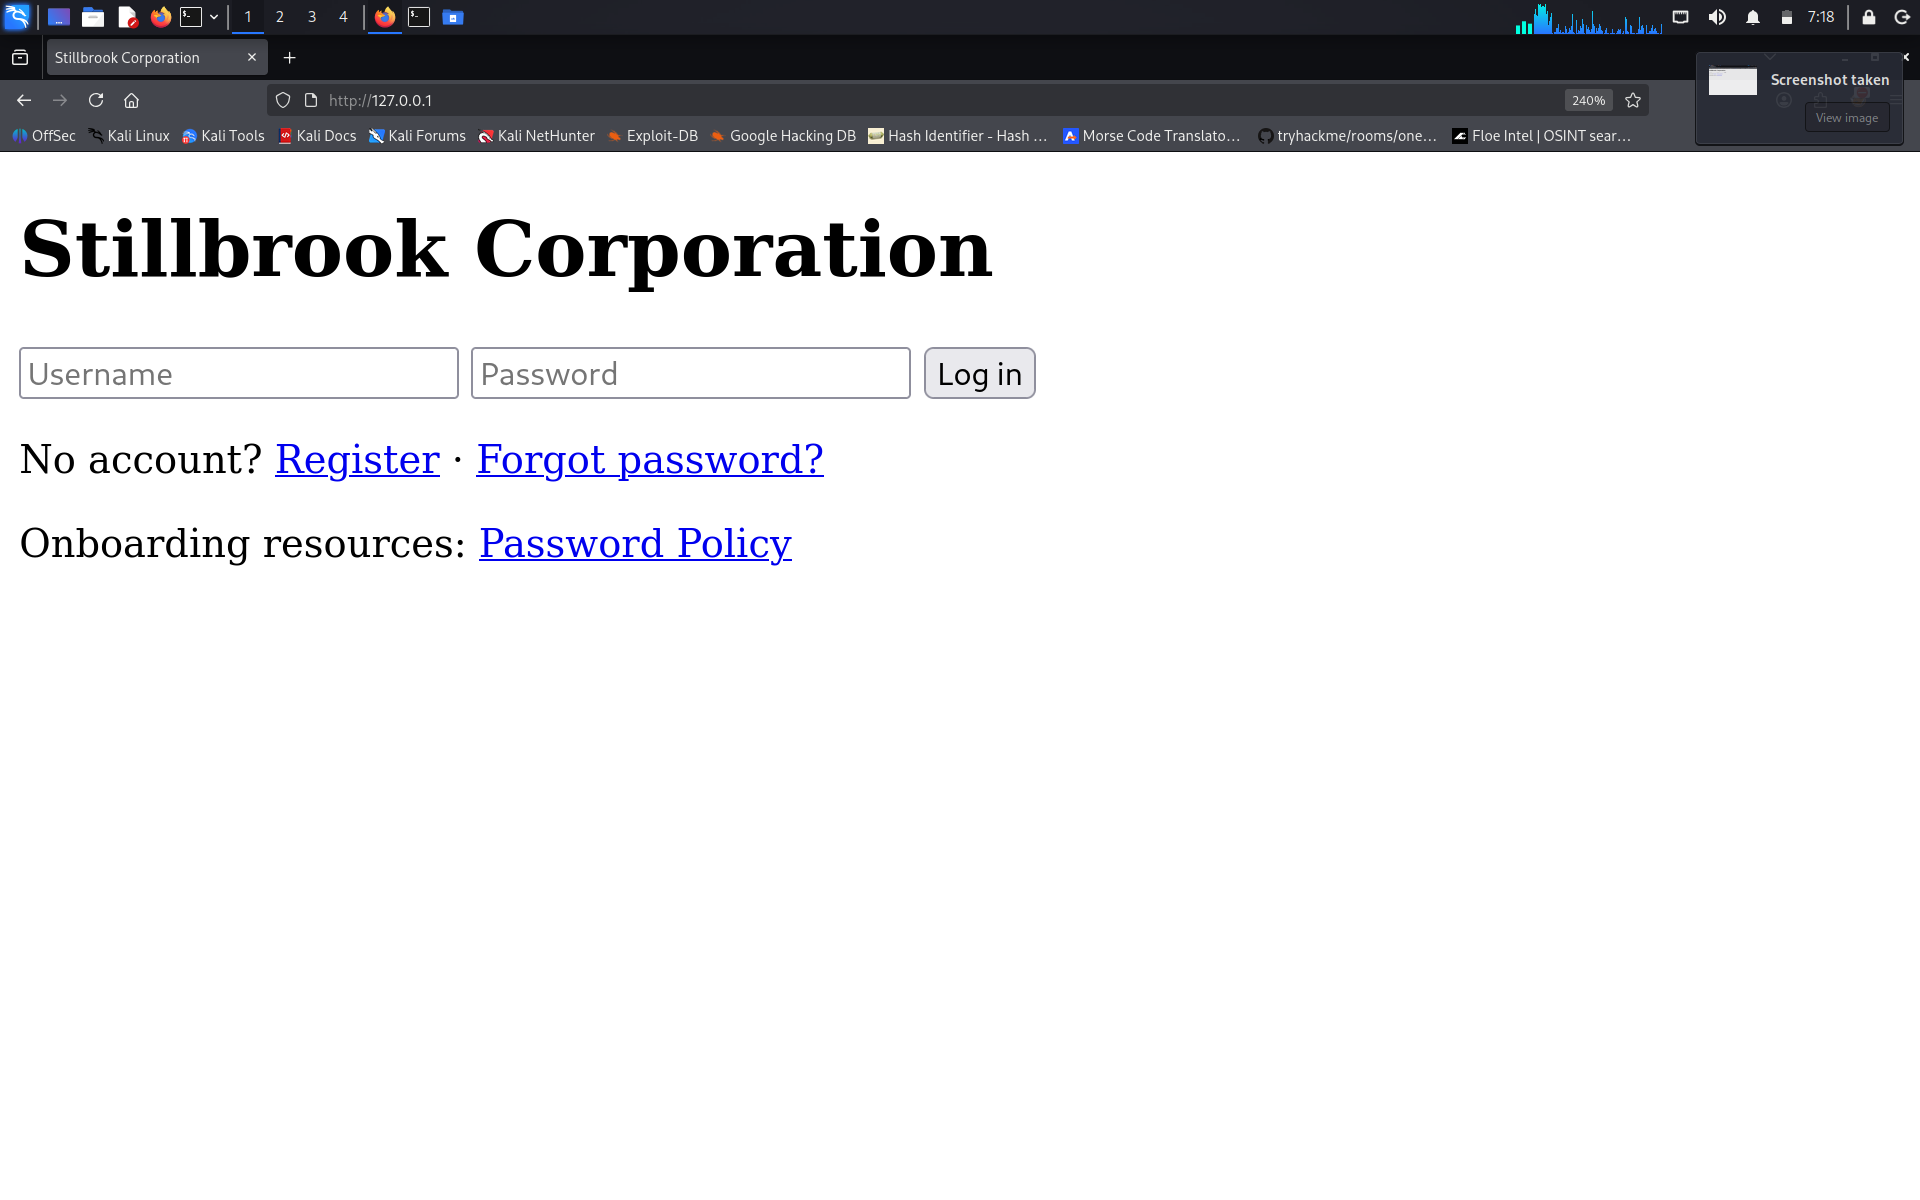 1 2 3 4 7:18
Stillbrook Corporation
Screenshot taken
http://127.0.0.1 240%
View image
OffSec Kali Linux Kali Tools Kali Docs Kali Forums Kali NetHunter Exploit-DB Google Hacking DB Hash Identifier - Hash … Morse Code Translato… tryhackme/rooms/one… Floe Intel | OSINT sear…
Stillbrook Corporation
Username Password Log in
No account? Register · Forgot password?
Onboarding resources: Password Policy